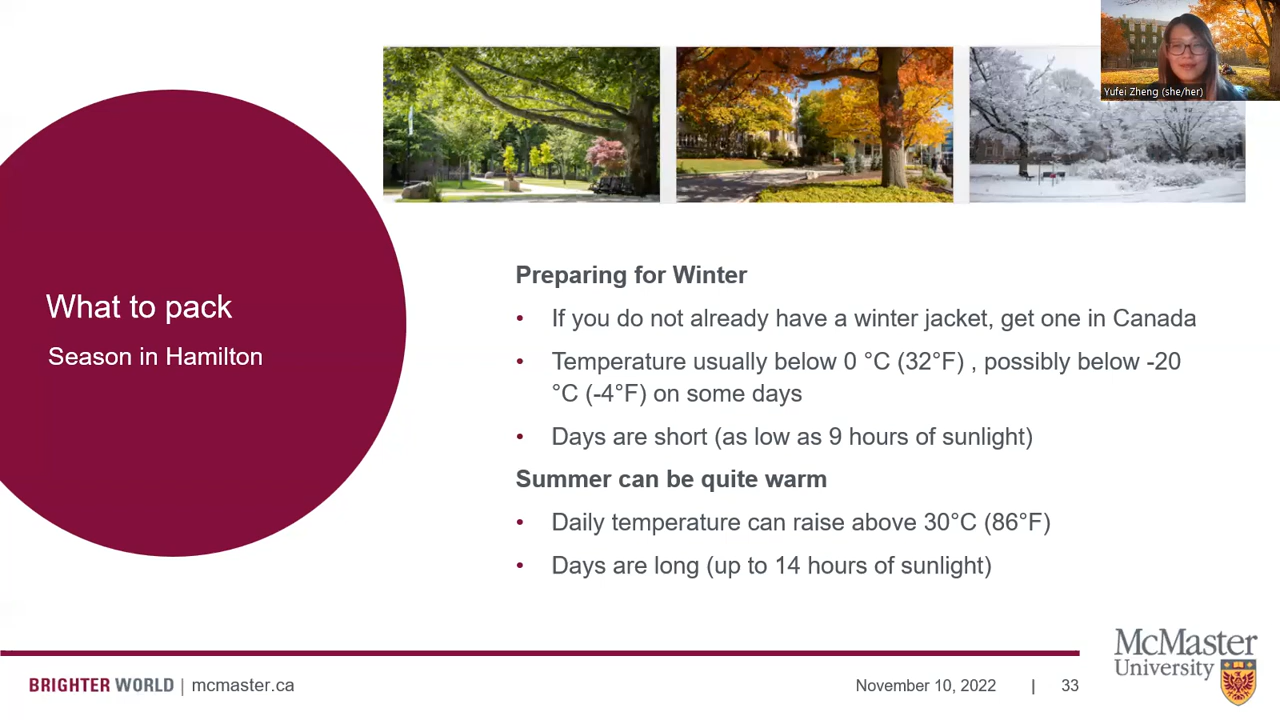 Yufei Zheng (she/her)
What to pack
Season in Hamilton
Preparing for Winter
• If you do not already have a winter jacket, get one in Canada
• Temperature usually below 0 °C (32°F) , possibly below -20
°C (-4°F) on some days
• Days are short (as low as 9 hours of sunlight)
Summer can be quite warm
• Daily temperature can raise above 30°C (86°F)
• Days are long (up to 14 hours of sunlight)
BRIGHTER WORLD | mcmaster.ca
November 10, 2022 | 33
McMaster
University